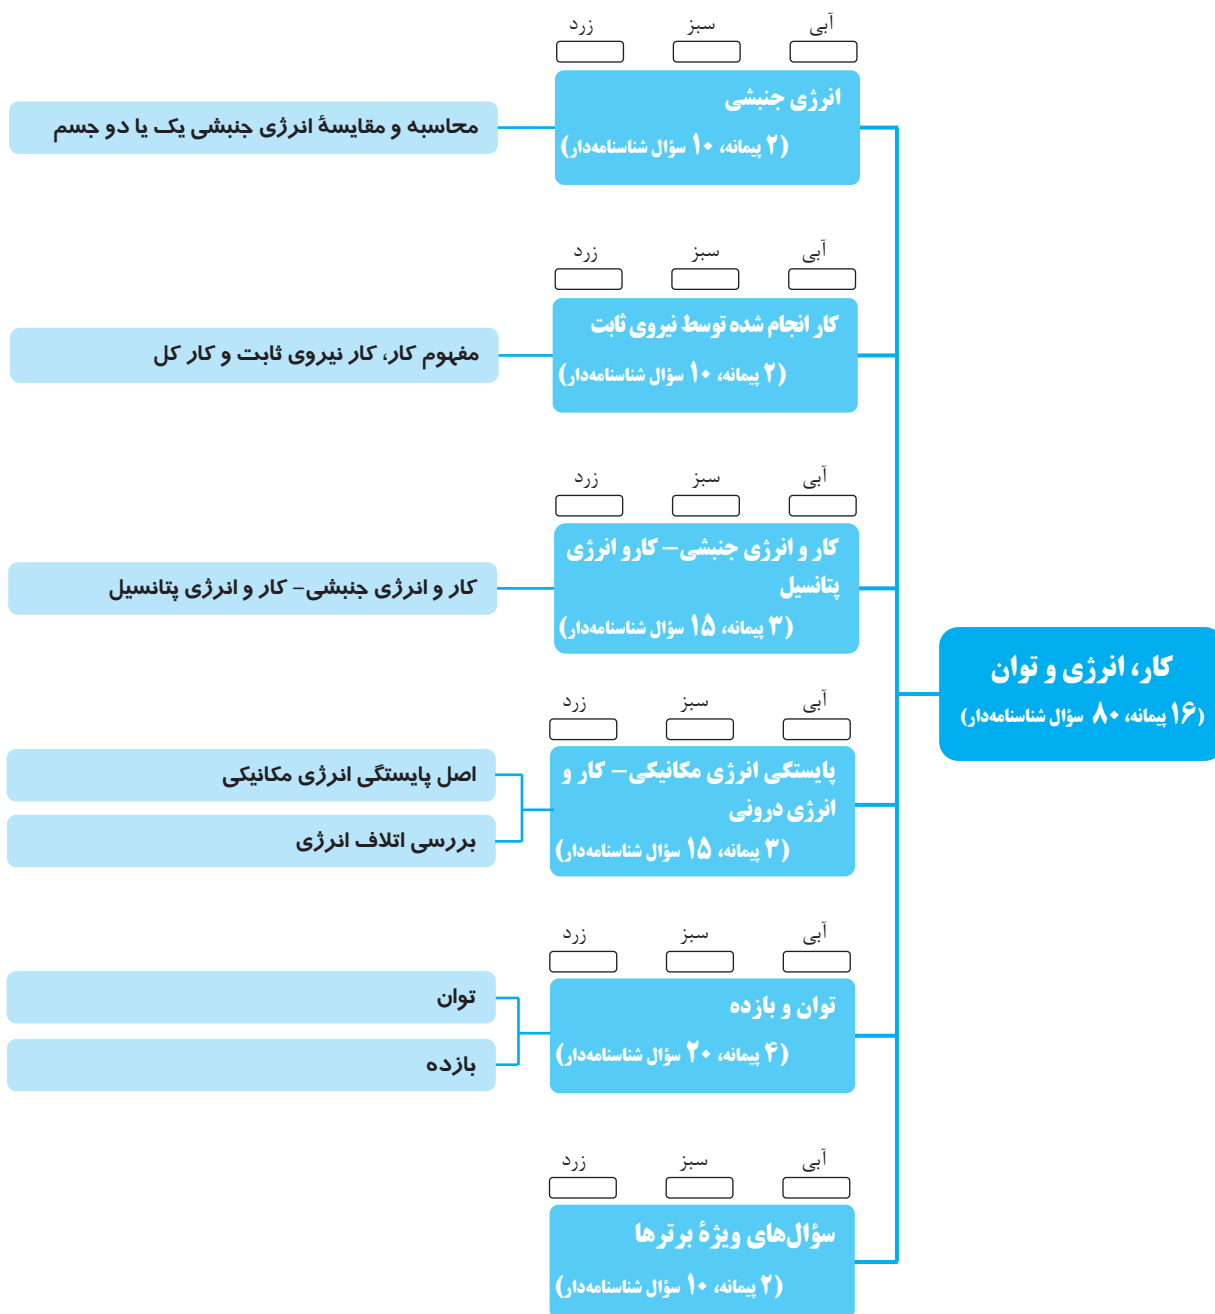 آبی سبز زرد
انرژی جنبشی
(۲ پیمانه، ۱۰ سؤال شناسنامه‌دار)
محاسبه و مقایسهٔ انرژی جنبشی یک یا دو جسم
آبی سبز زرد
کار انجام شده توسط نیروی ثابت
(۲ پیمانه، ۱۰ سؤال شناسنامه‌دار)
مفهوم کار، کار نیروی ثابت و کار کل
آبی سبز زرد
کار و انرژی جنبشی – کارو انرژی
پتانسیل
(۳ پیمانه، ۱۵ سؤال شناسنامه‌دار)
کار و انرژی جنبشی – کار و انرژی پتانسیل
کار، انرژی و توان
(۱۶ پیمانه، ۸۰ سؤال شناسنامه‌دار)
آبی سبز زرد
پایستگی انرژی مکانیکی – کار و
انرژی درونی
(۳ پیمانه، ۱۵ سؤال شناسنامه‌دار)
اصل پایستگی انرژی مکانیکی
بررسی اتلاف انرژی
آبی سبز زرد
توان و بازده
(۴ پیمانه، ۲۰ سؤال شناسنامه‌دار)
توان
بازده
آبی سبز زرد
سؤال‌های ویژهٔ برترها
(۲ پیمانه، ۱۰ سؤال شناسنامه‌دار)